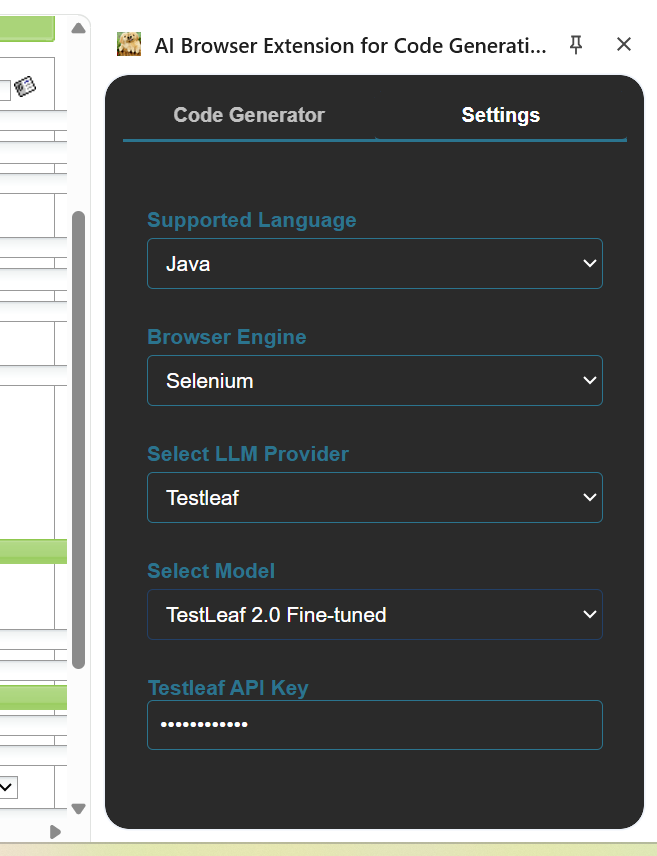 AI Browser Extension for Code Generati...
Code Generator
Settings
Supported Language
Java
Browser Engine
Selenium
Select LLM Provider
Testleaf
Select Model
TestLeaf 2.0 Fine-tuned
Testleaf API Key
••••••••••••